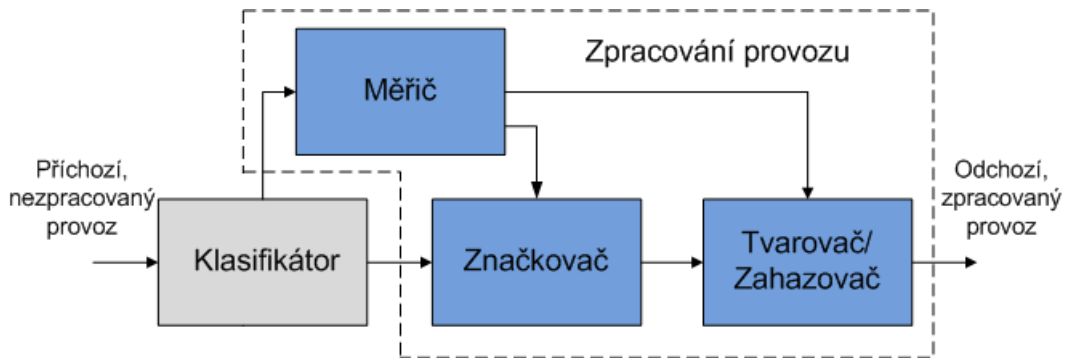 Zpracování provozu
Měřič
Příchozí,
nezpracovaný
provoz
Klasifikátor
Značkovač
Tvarovač/
Zahazovač
Odchozí,
zpracovaný
provoz